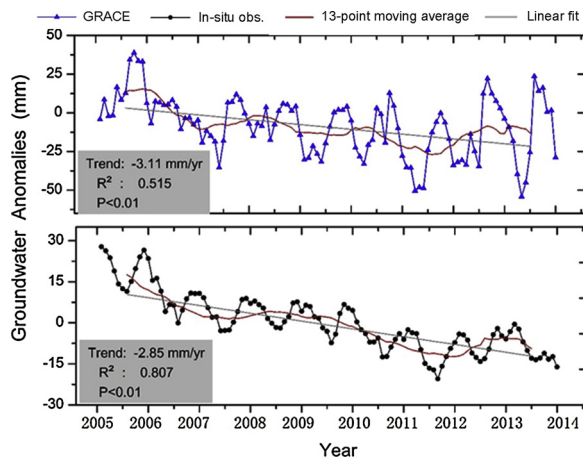 GRACE In-situ obs. 13-point moving average Linear fit
Groundwater Anomalies (mm)
50
25
0
-25
-50
-75
Trend: -3.11 mm/yr
R² : 0.515
P<0.01
30
15
0
-15
-30
Trend: -2.85 mm/yr
R² : 0.807
P<0.01
2005 2006 2007 2008 2009 2010 2011 2012 2013 2014
Year